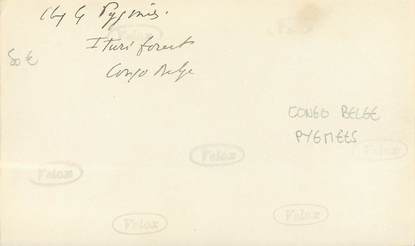 Pygmies.
Ituri forest
Congo Belge
50 €
CONGO BELGE
PYGMEES
Velox
Velox
Velox
Velox
Velox